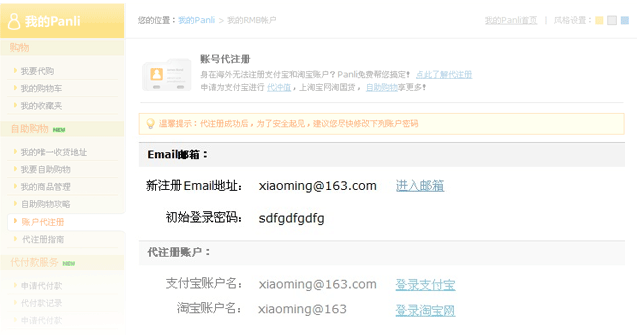 我的Panli
您的位置：我的Panli > 我的RMB帐户
我的Panli首页 | 风格设置：
购物
我要代购
我的购物车
我的收藏夹
自助购物 NEW
我的唯一收货地址
我要自助购物
我的商品管理
自助购物攻略
账户代注册
代注册指南
代付款服务 NEW
申请代付款
代付款记录
申请代付款
账号代注册
身在海外无法注册支付宝和淘宝账户？Panli免费帮您搞定！ 点此了解代注册
申请为支付宝进行 代冲值，上淘宝网淘国货， 自助购物享更多！
温馨提示：代注册成功后，为了安全起见，建议您尽快修改下列账户密码
Email邮箱：
新注册Email地址： xiaoming@163.com 进入邮箱
初始登录密码： sdfgdfgdfg
代注册账户：
支付宝账户名： xiaoming@163.com 登录支付宝
淘宝账户名： xiaoming@163 登录淘宝网